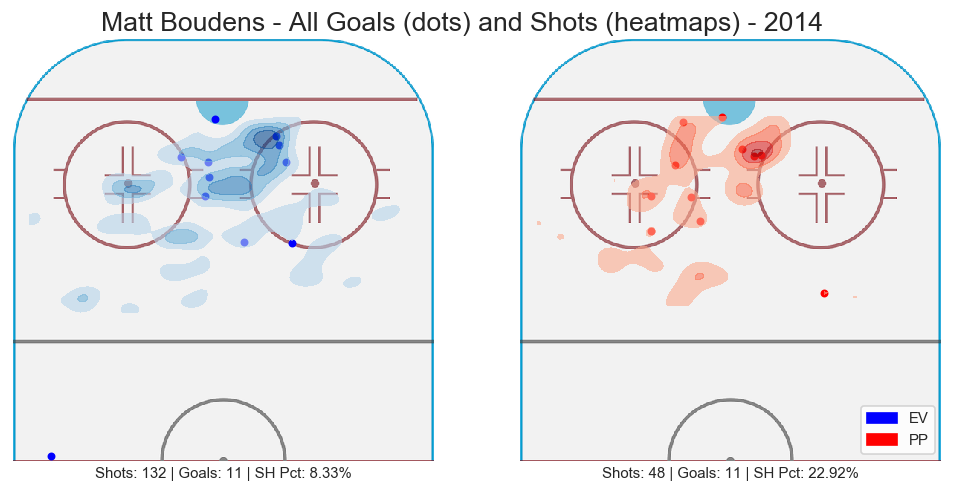 Matt Boudens - All Goals (dots) and Shots (heatmaps) - 2014
EV
PP
Shots: 132 | Goals: 11 | SH Pct: 8.33%
Shots: 48 | Goals: 11 | SH Pct: 22.92%